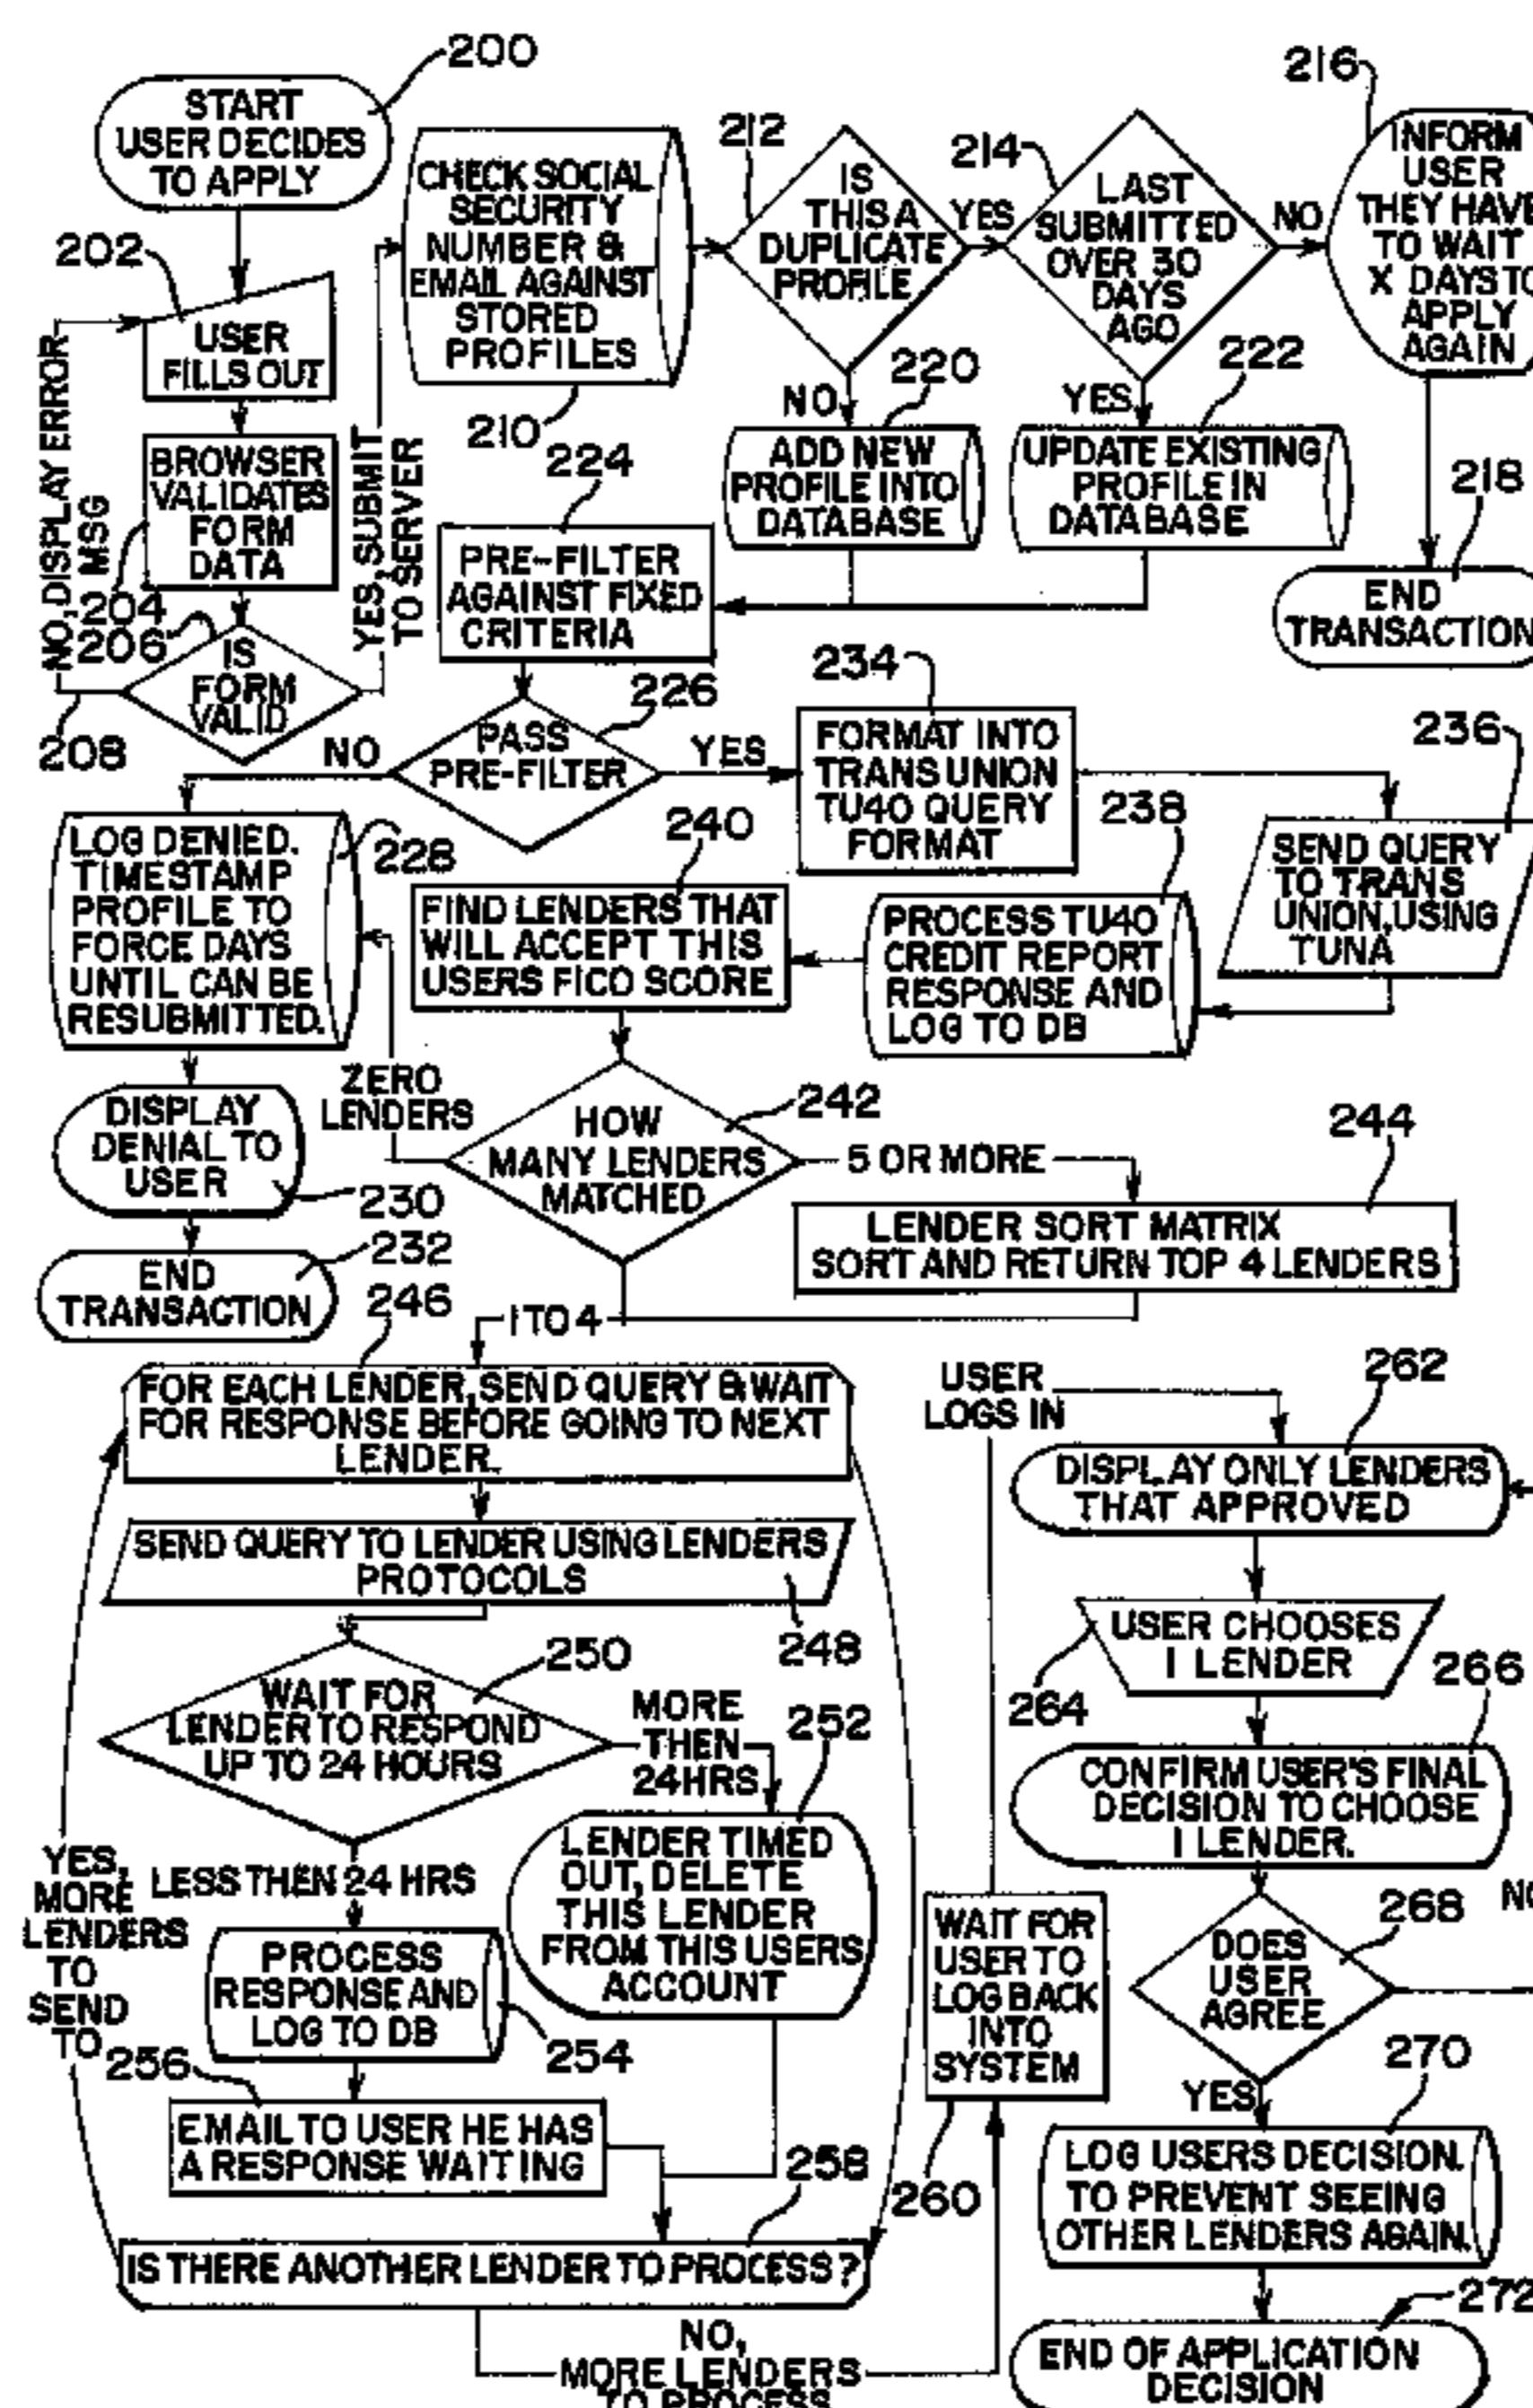 200
START
USER DECIDES
TO APPLY
202
USER
FILLS OUT
BROWSER
VALIDATES
FORM
DATA
204
206
IS
FORM
VALID
208
NO, DISPLAY ERROR
MSG
YES, SUBMIT
TO SERVER
CHECK SOCIAL
SECURITY
NUMBER &
EMAIL AGAINST
STORED
PROFILES
210
212
IS
THIS A
DUPLICATE
PROFILE
YES
NO
214
LAST
SUBMITTED
OVER 30
DAYS
AGO
NO
YES
216
INFORM
USER
THEY HAVE
TO WAIT
X DAYS TO
APPLY
AGAIN
218
END
TRANSACTION
220
ADD NEW
PROFILE INTO
DATABASE
222
UPDATE EXISTING
PROFILE IN
DATABASE
224
PRE-FILTER
AGAINST FIXED
CRITERIA
226
PASS
PRE-FILTER
NO
YES
228
LOG DENIED.
TIMESTAMP
PROFILE TO
FORCE DAYS
UNTIL CAN BE
RESUBMITTED.
DISPLAY
DENIAL TO
USER
230
232
END
TRANSACTION
234
FORMAT INTO
TRANS UNION
TU40 QUERY
FORMAT
236
SEND QUERY
TO TRANS
UNION, USING
TUNA
238
PROCESS TU40
CREDIT REPORT
RESPONSE AND
LOG TO DB
240
FIND LENDERS THAT
WILL ACCEPT THIS
USERS FICO SCORE
242
HOW
MANY LENDERS
MATCHED
ZERO
LENDERS
5 OR MORE
244
LENDER SORT MATRIX
SORT AND RETURN TOP 4 LENDERS
1 TO 4
246
FOR EACH LENDER, SEND QUERY & WAIT
FOR RESPONSE BEFORE GOING TO NEXT
LENDER.
SEND QUERY TO LENDER USING LENDERS
PROTOCOLS
248
250
WAIT FOR
LENDER TO RESPOND
UP TO 24 HOURS
MORE
THEN
24HRS
252
LENDER TIMED
OUT, DELETE
THIS LENDER
FROM THIS USERS
ACCOUNT
LESS THEN 24 HRS
PROCESS
RESPONSE AND
LOG TO DB
254
256
EMAIL TO USER HE HAS
A RESPONSE WAITING
258
IS THERE ANOTHER LENDER TO PROCESS?
YES,
MORE
LENDERS
TO
SEND
TO
NO,
MORE LENDERS
TO PROCESS
WAIT FOR
USER TO
LOG BACK
INTO
SYSTEM
260
USER
LOGS IN
262
DISPLAY ONLY LENDERS
THAT APPROVED
USER CHOOSES
1 LENDER
264
266
CONFIRM USER'S FINAL
DECISION TO CHOOSE
1 LENDER.
268
DOES
USER
AGREE
NO
YES
270
LOG USERS DECISION.
TO PREVENT SEEING
OTHER LENDERS AGAIN.
272
END OF APPLICATION
DECISION